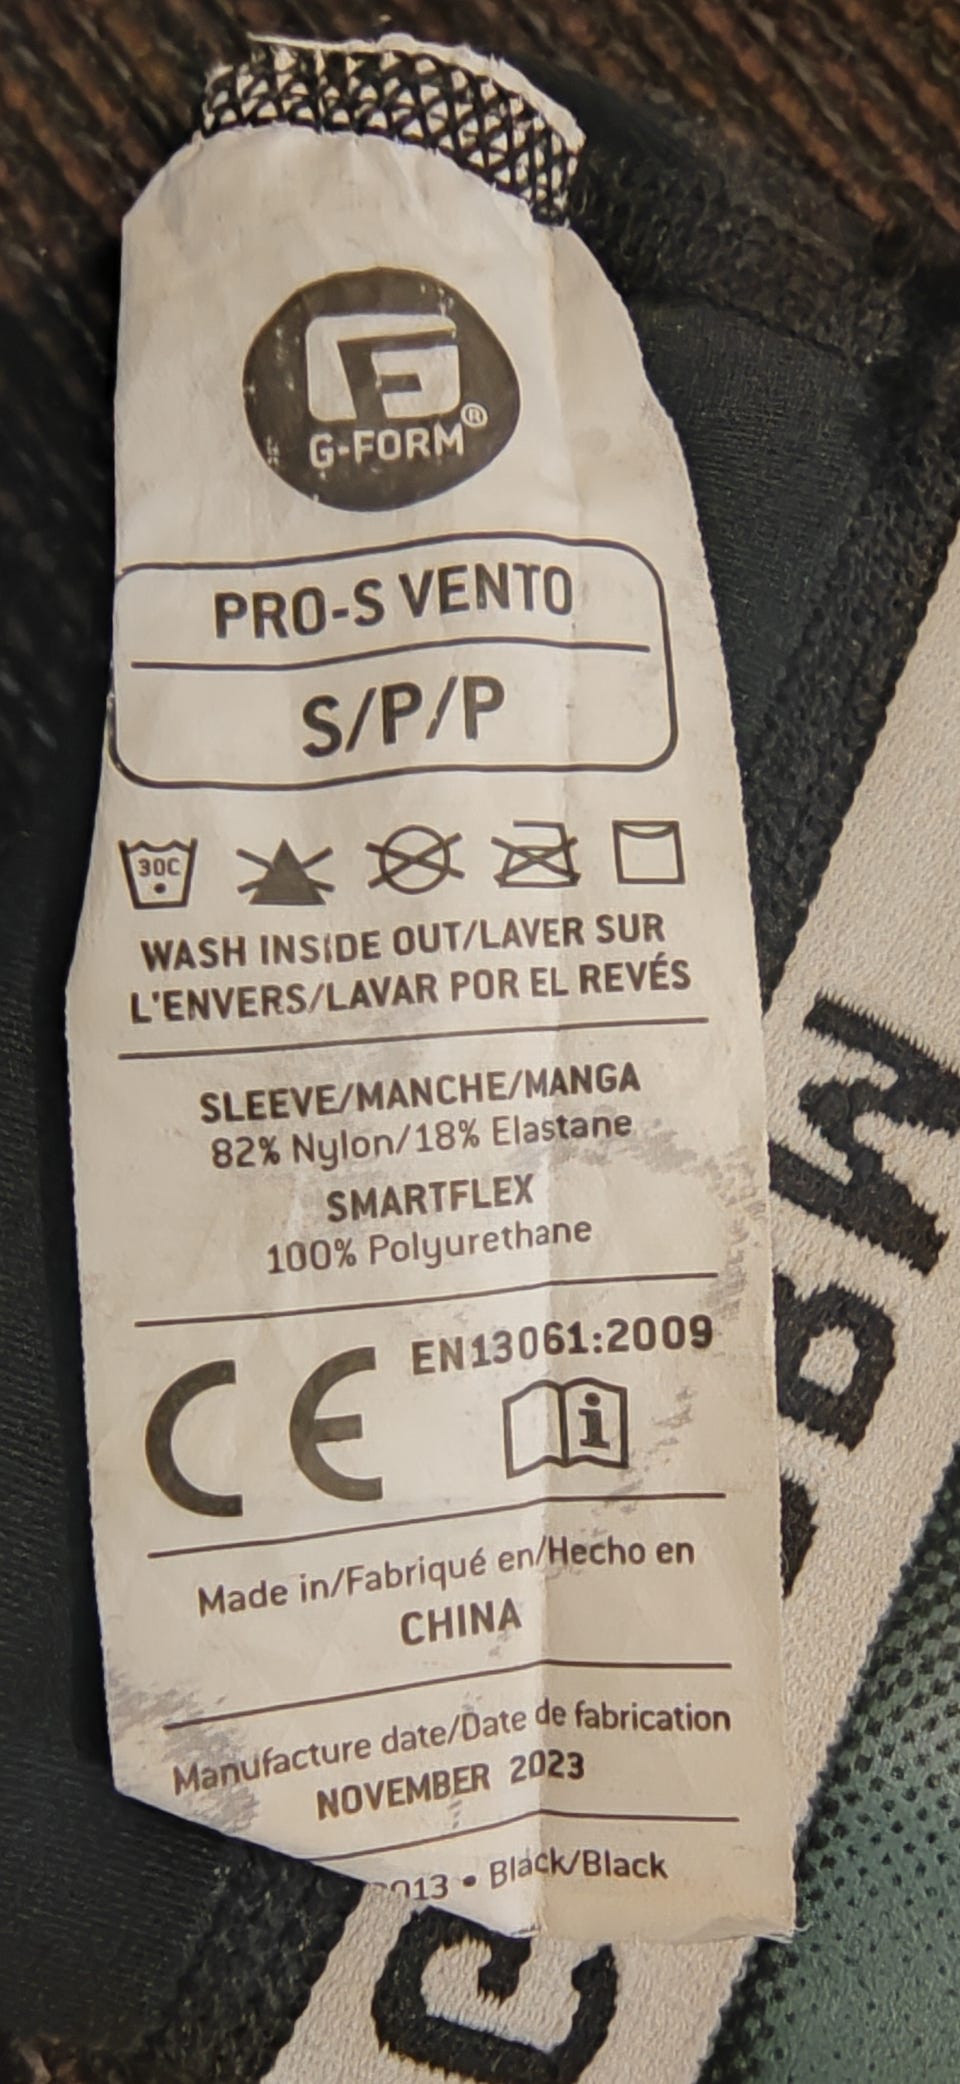 G-FORM®
PRO-S VENTO
S/P/P
30C
WASH INSIDE OUT/LAVER SUR
L'ENVERS/LAVAR POR EL REVÉS
SLEEVE/MANCHE/MANGA
82% Nylon/18% Elastane
SMARTFLEX
100% Polyurethane
CE
EN13061:2009
i
Made in/Fabriqué en/Hecho en
CHINA
Manufacture date/Date de fabrication
NOVEMBER 2023
• Black/Black